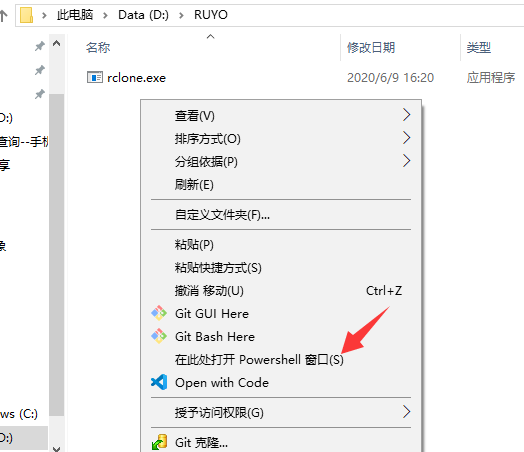 此电脑 > Data (D:) > RUYO
名称 修改日期 类型
rclone.exe 2020/6/9 16:20 应用程序
查看(V)
排序方式(O)
分组依据(P)
刷新(E)
自定义文件夹(F)...
粘贴(P)
粘贴快捷方式(S)
撤消 移动(U) Ctrl+Z
Git GUI Here
Git Bash Here
在此处打开 Powershell 窗口(S)
Open with Code
授予访问权限(G)
Git 克隆...
D:)
查询--手机
享
象
ws (C:)
D:)